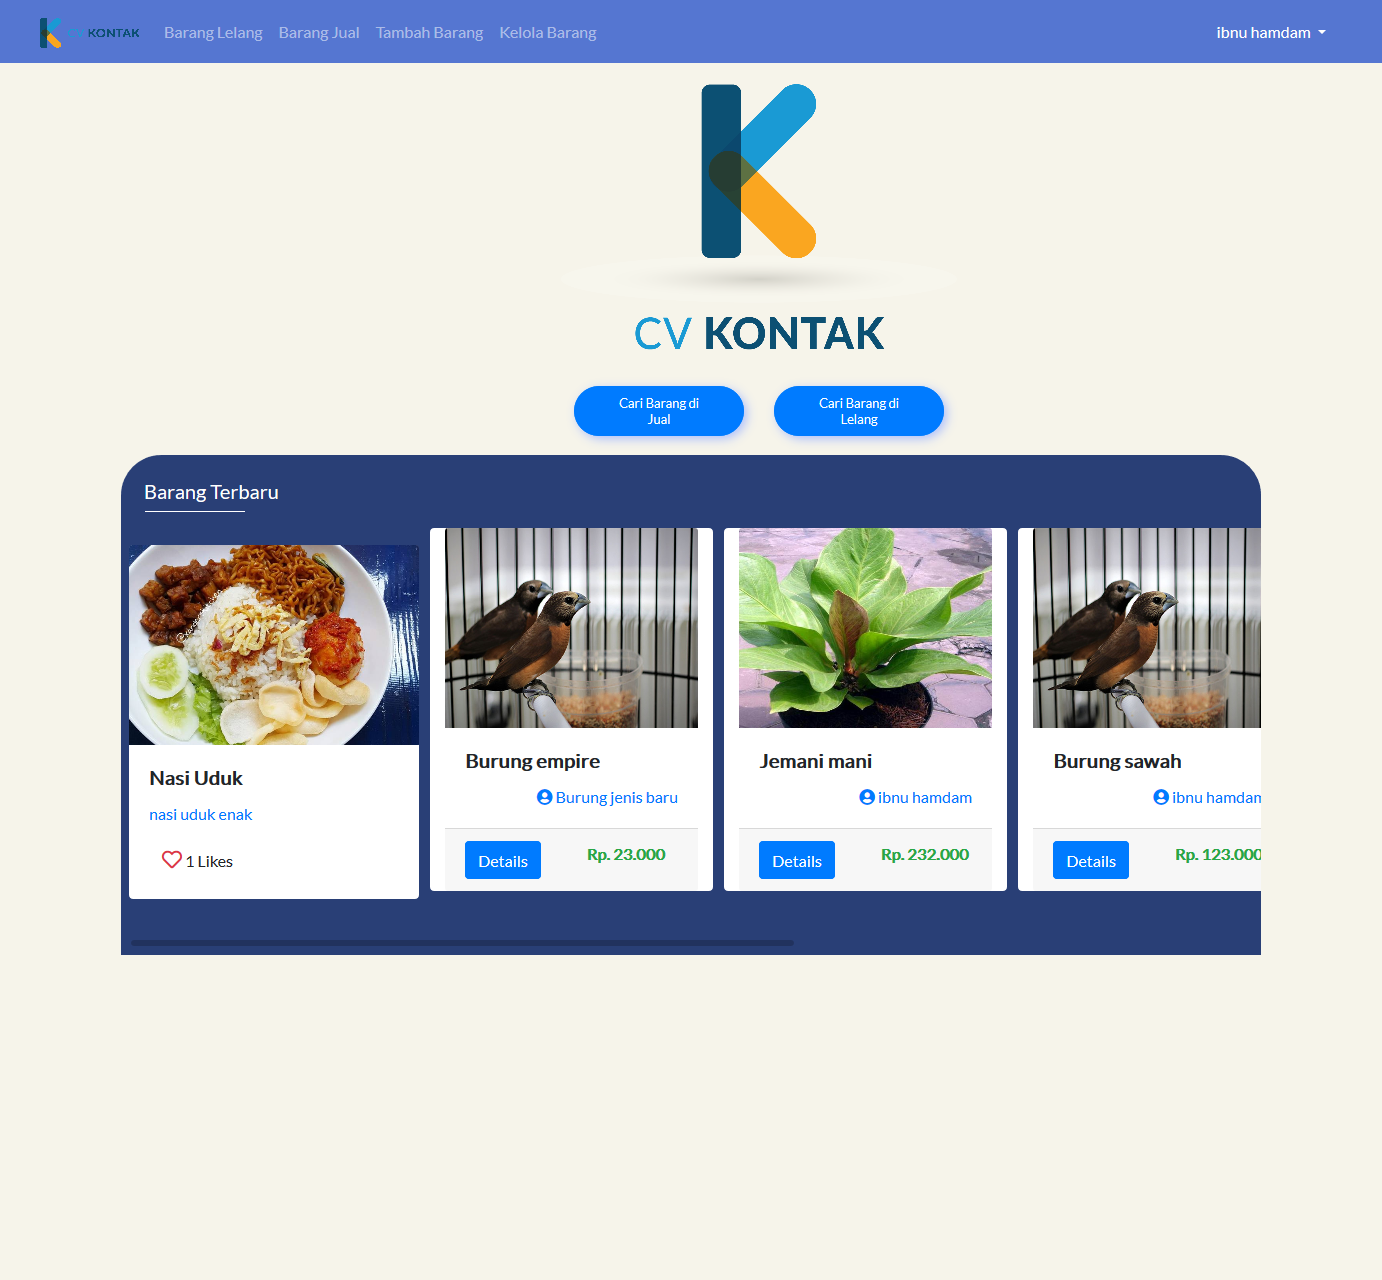 CV KONTAK
Barang Lelang
Barang Jual
Tambah Barang
Kelola Barang
ibnu hamdam
CV KONTAK
Cari Barang di
Jual
Cari Barang di
Lelang
Barang Terbaru
Nasi Uduk
nasi uduk enak
1 Likes
Burung empire
Burung jenis baru
Details
Rp. 23.000
Jemani mani
ibnu hamdam
Details
Rp. 232.000
Burung sawah
ibnu hamdam
Details
Rp. 123.000